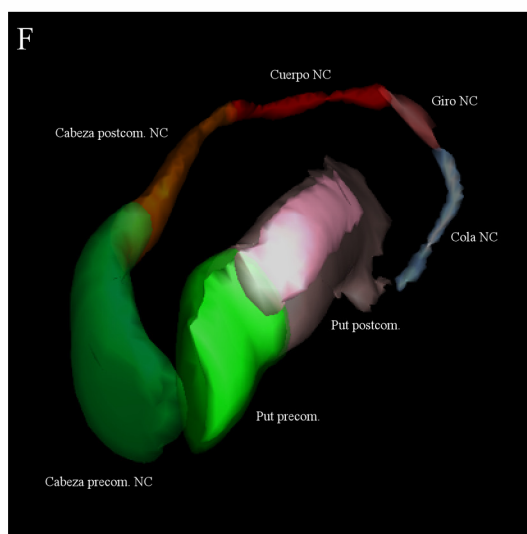 F
Cuerpo NC
Giro NC
Cabeza postcom. NC
Cola NC
Put postcom.
Put precom.
Cabeza precom. NC